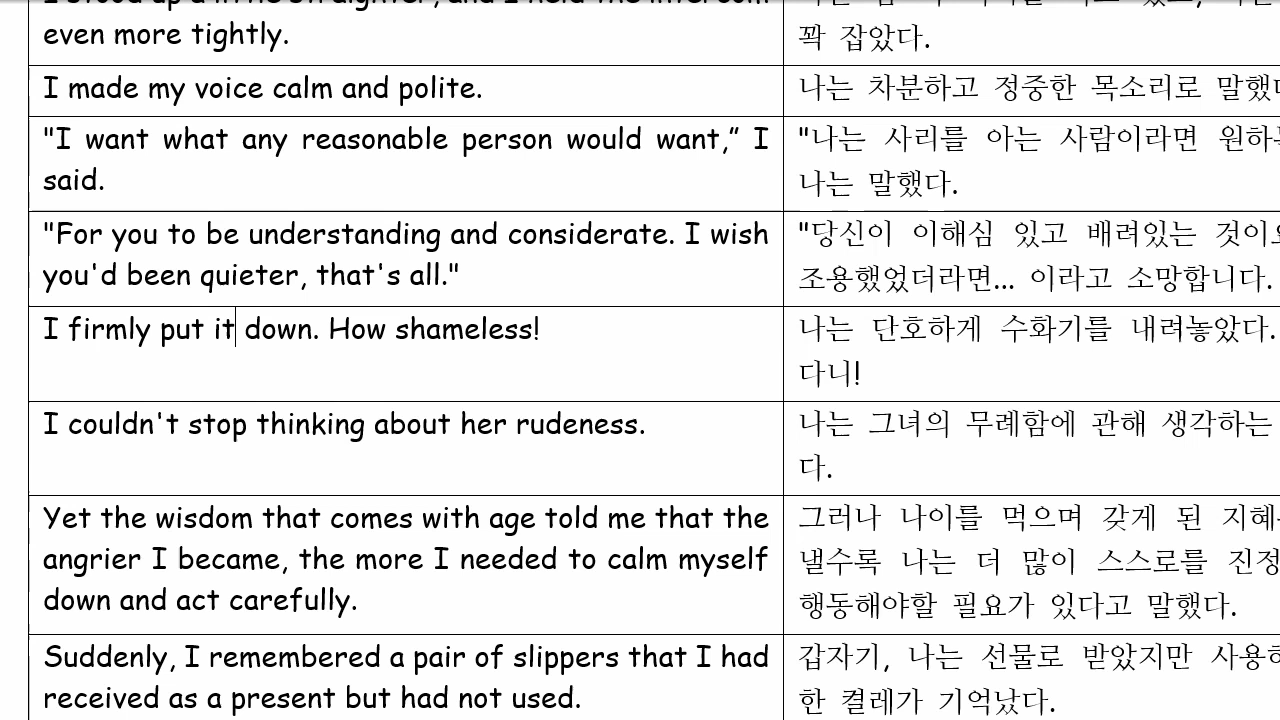 even more tightly.
꽉 잡았다.
I made my voice calm and polite.
나는 차분하고 정중한 목소리로 말했다
"I want what any reasonable person would want,” I
said.
"나는 사리를 아는 사람이라면 원하는
나는 말했다.
"For you to be understanding and considerate. I wish
you'd been quieter, that's all."
"당신이 이해심 있고 배려있는 것이요
조용했었더라면... 이라고 소망합니다.
I firmly put it down. How shameless!
나는 단호하게 수화기를 내려놓았다.
다니!
I couldn't stop thinking about her rudeness.
나는 그녀의 무례함에 관해 생각하는
다.
Yet the wisdom that comes with age told me that the
angrier I became, the more I needed to calm myself
down and act carefully.
그러나 나이를 먹으며 갖게 된 지혜는
낼수록 나는 더 많이 스스로를 진정
행동해야할 필요가 있다고 말했다.
Suddenly, I remembered a pair of slippers that I had
received as a present but had not used.
갑자기, 나는 선물로 받았지만 사용하
한 켤레가 기억났다.